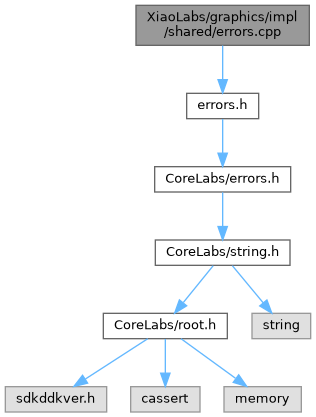 XiaoLabs/graphics/impl
/shared/errors.cpp
errors.h
CoreLabs/errors.h
CoreLabs/string.h
CoreLabs/root.h
string
sdkddkver.h
cassert
memory